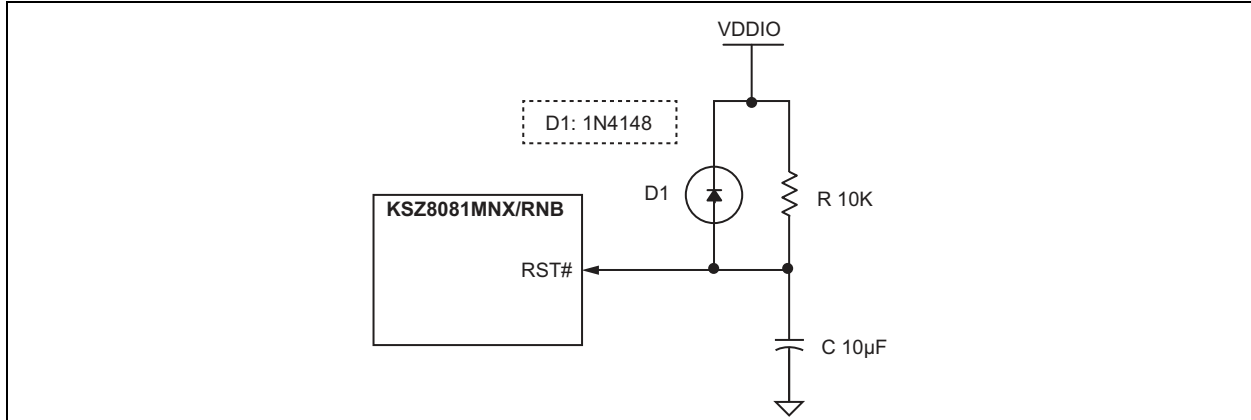 VDDIO
D1: 1N4148
D1
R 10K
KSZ8081MNX/RNB
RST#
C 10µF